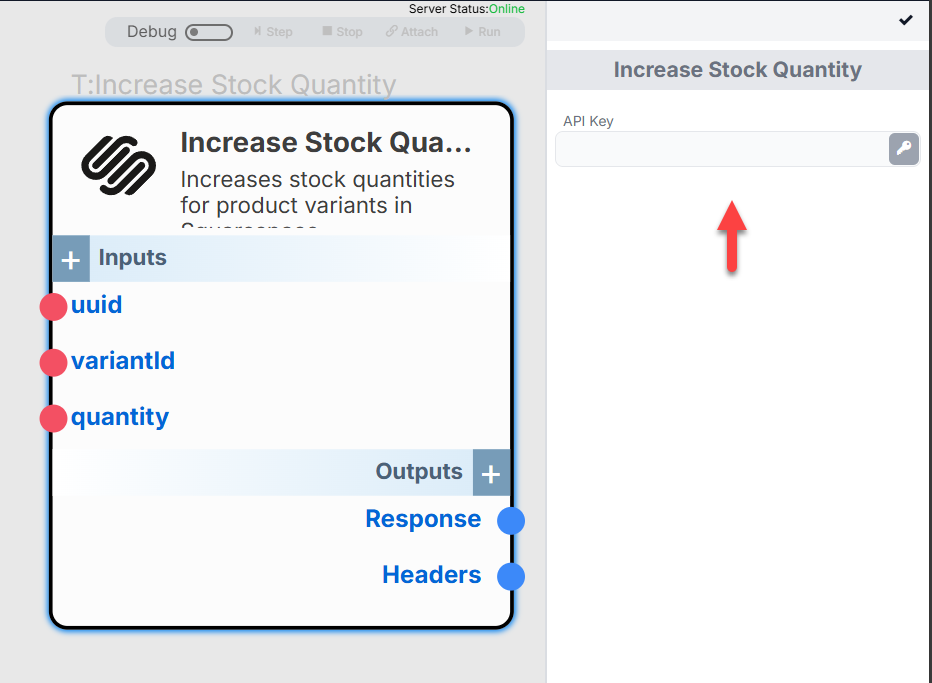 Server Status:Online
Debug Step Stop Attach Run
T:Increase Stock Quantity
Increase Stock Qua...
Increases stock quantities
for product variants in
Squarespace
Inputs
uuid
variantId
quantity
Outputs
Response
Headers
Increase Stock Quantity
API Key